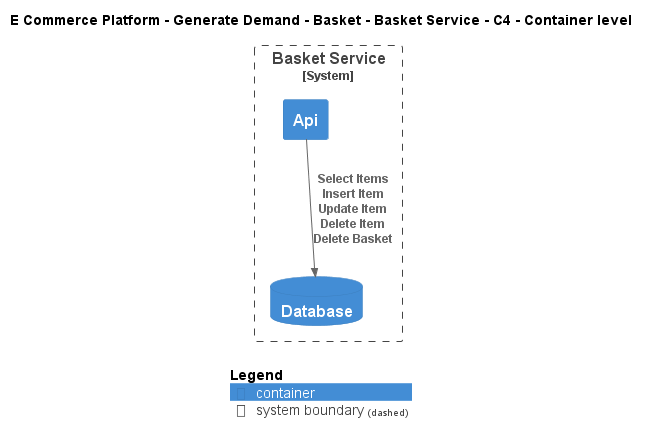 E Commerce Platform - Generate Demand - Basket - Basket Service - C4 - Container level
Basket Service
[System]
Api
Select Items
Insert Item
Update Item
Delete Item
Delete Basket
Database
Legend
container
system boundary (dashed)